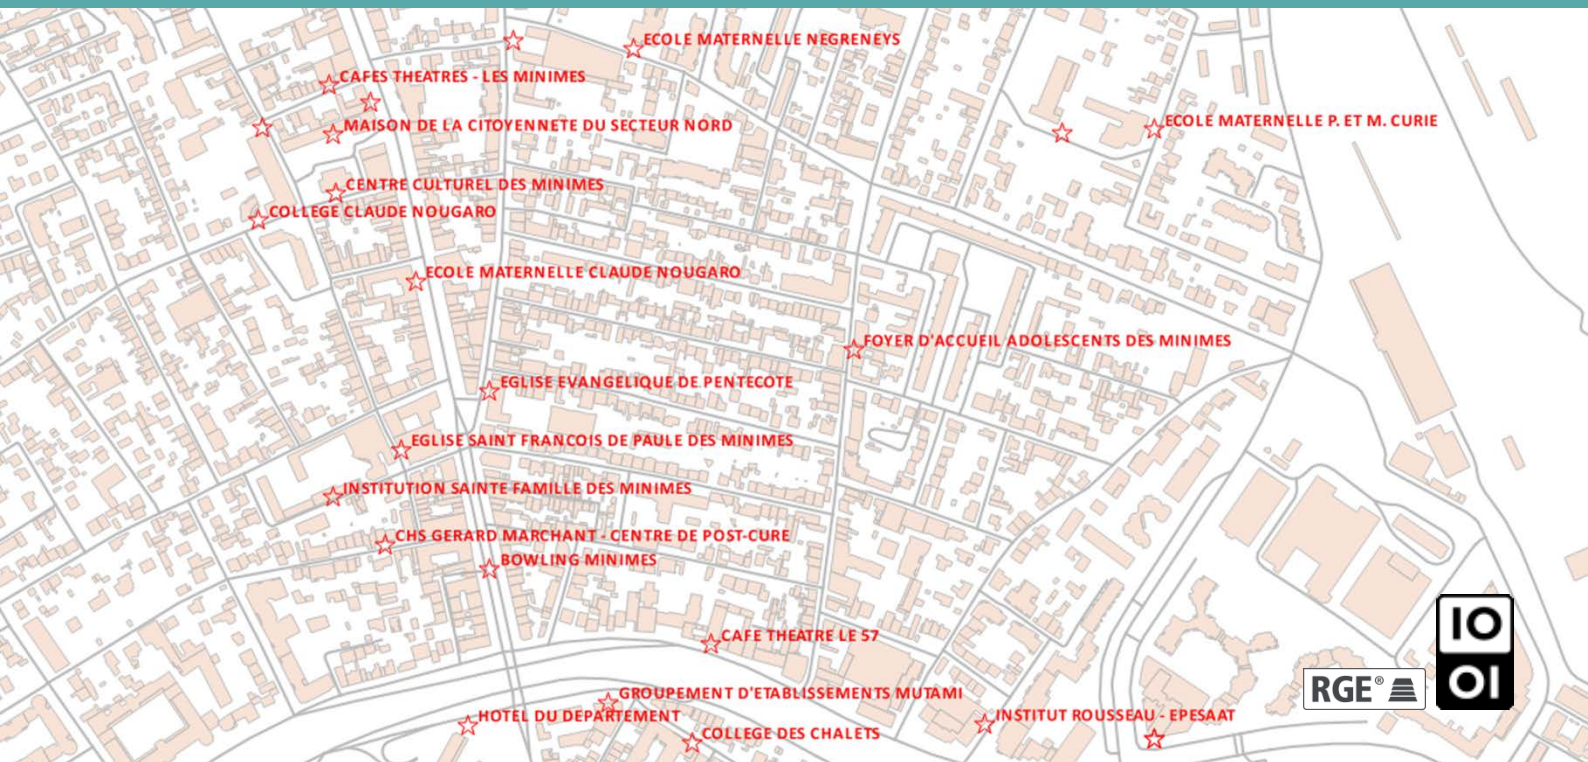 ECOLE MATERNELLE NEGRENEYS
CAFES THEATRES - LES MINIMES
ECOLE MATERNELLE P. ET M. CURIE
MAISON DE LA CITOYENNETE DU SECTEUR NORD
CENTRE CULTUREL DES MINIMES
COLLEGE CLAUDE NOUGARO
ECOLE MATERNELLE CLAUDE NOUGARO
FOYER D'ACCUEIL ADOLESCENTS DES MINIMES
EGLISE EVANGELIQUE DE PENTECOTE
EGLISE SAINT FRANCOIS DE PAULE DES MINIMES
INSTITUTION SAINTE FAMILLE DES MINIMES
CHS GERARD MARCHANT - CENTRE DE POST-CURE
BOWLING MINIMES
CAFE THEATRE LE 57
GROUPEMENT D'ETABLISSEMENTS MUTAMI
HOTEL DU DEPARTEMENT
INSTITUT ROUSSEAU - EPESAAT
COLLEGE DES CHALETS
RGE®
IO
OI